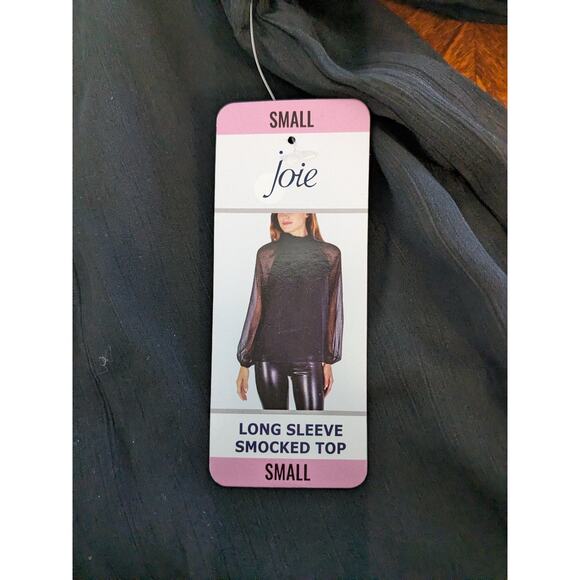 SMALL
joie
LONG SLEEVE
SMOCKED TOP
SMALL